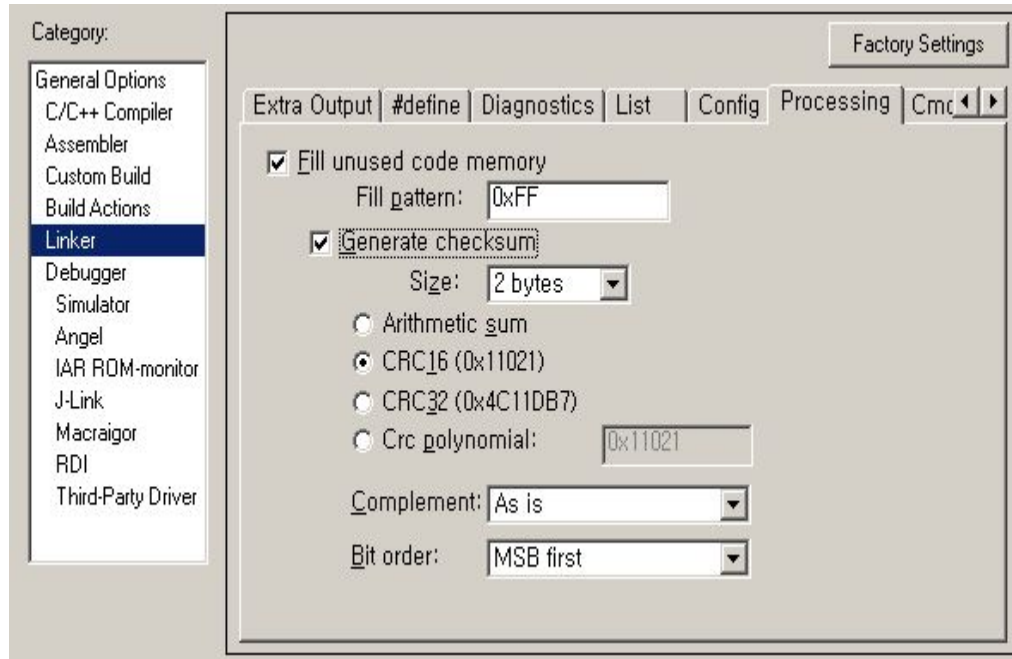 Category:
General Options
C/C++ Compiler
Assembler
Custom Build
Build Actions
Linker
Debugger
Simulator
Angel
IAR ROM-monitor
J-Link
Macraigor
RDI
Third-Party Driver
Factory Settings
Extra Output #define Diagnostics List Config Processing Cmd
Fill unused code memory
Fill pattern: 0xFF
Generate checksum
Size: 2 bytes
Arithmetic sum
CRC16 (0x11021)
CRC32 (0x4C11DB7)
Crc polynomial: 0x11021
Complement: As is
Bit order: MSB first